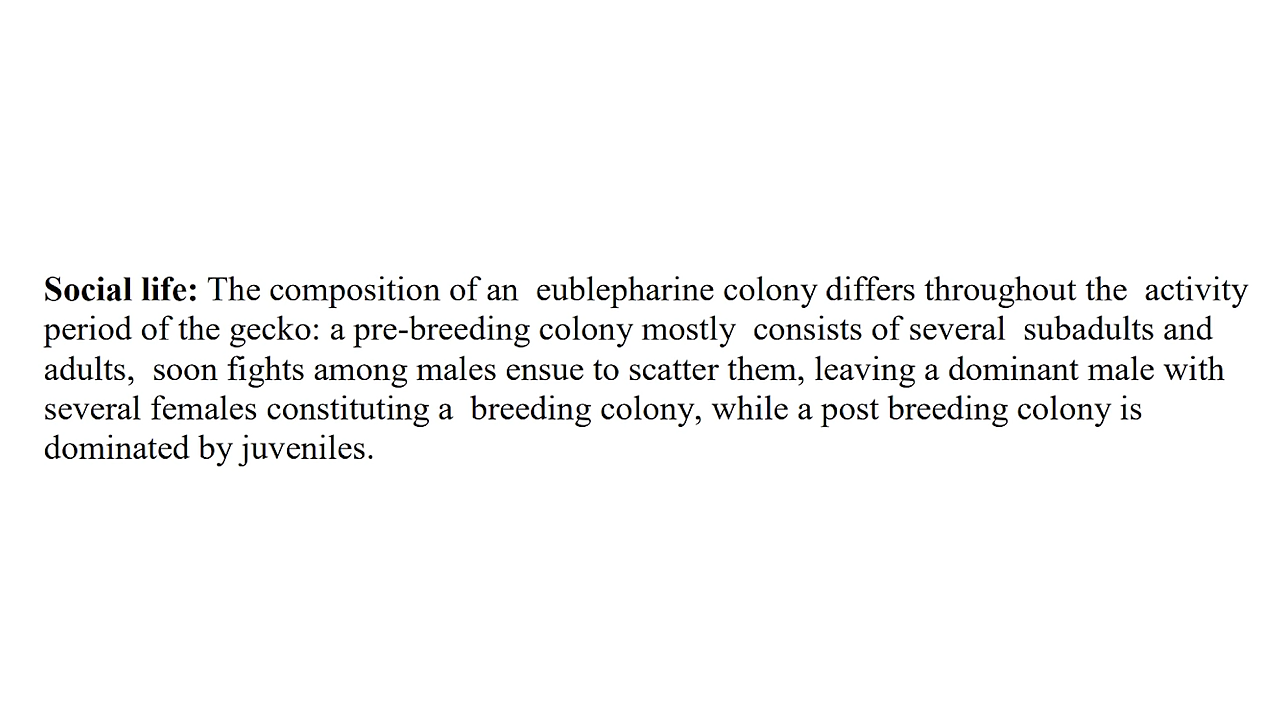 Social life: The composition of an  eublepharine colony differs throughout the  activity
period of the gecko: a pre-breeding colony mostly  consists of several  subadults and
adults,  soon fights among males ensue to scatter them, leaving a dominant male with
several females constituting a  breeding colony, while a post breeding colony is
dominated by juveniles.